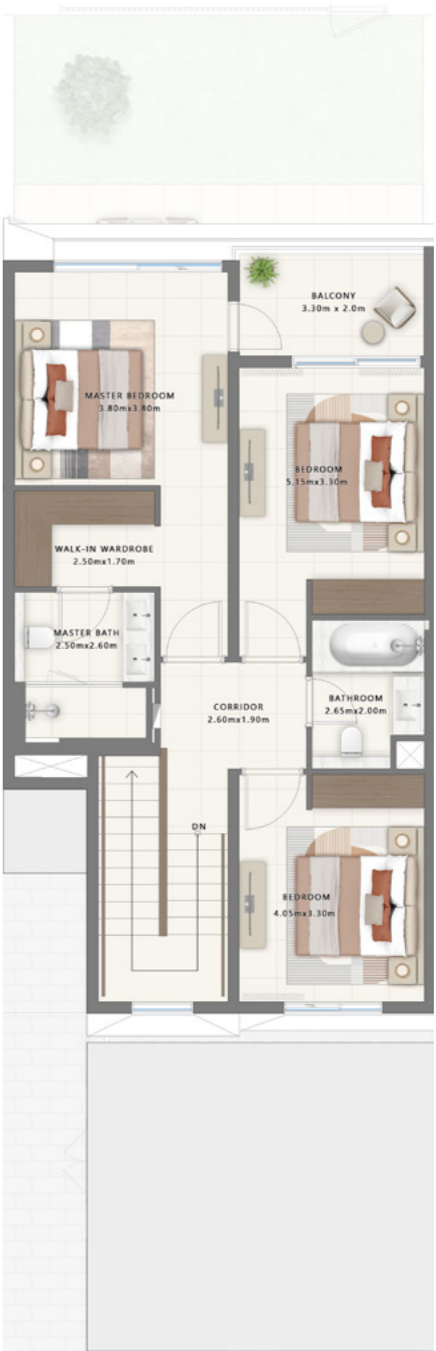 BALCONY
3.30m x 2.0m
MASTER BEDROOM
3.80mx3.80m
BEDROOM
5.15mx3.30m
WALK-IN WARDROBE
2.50mx1.70m
MASTER BATH
2.50mx2.60m
CORRIDOR
2.60mx1.90m
BATHROOM
2.65mx2.00m
DN
BEDROOM
4.05mx3.30m